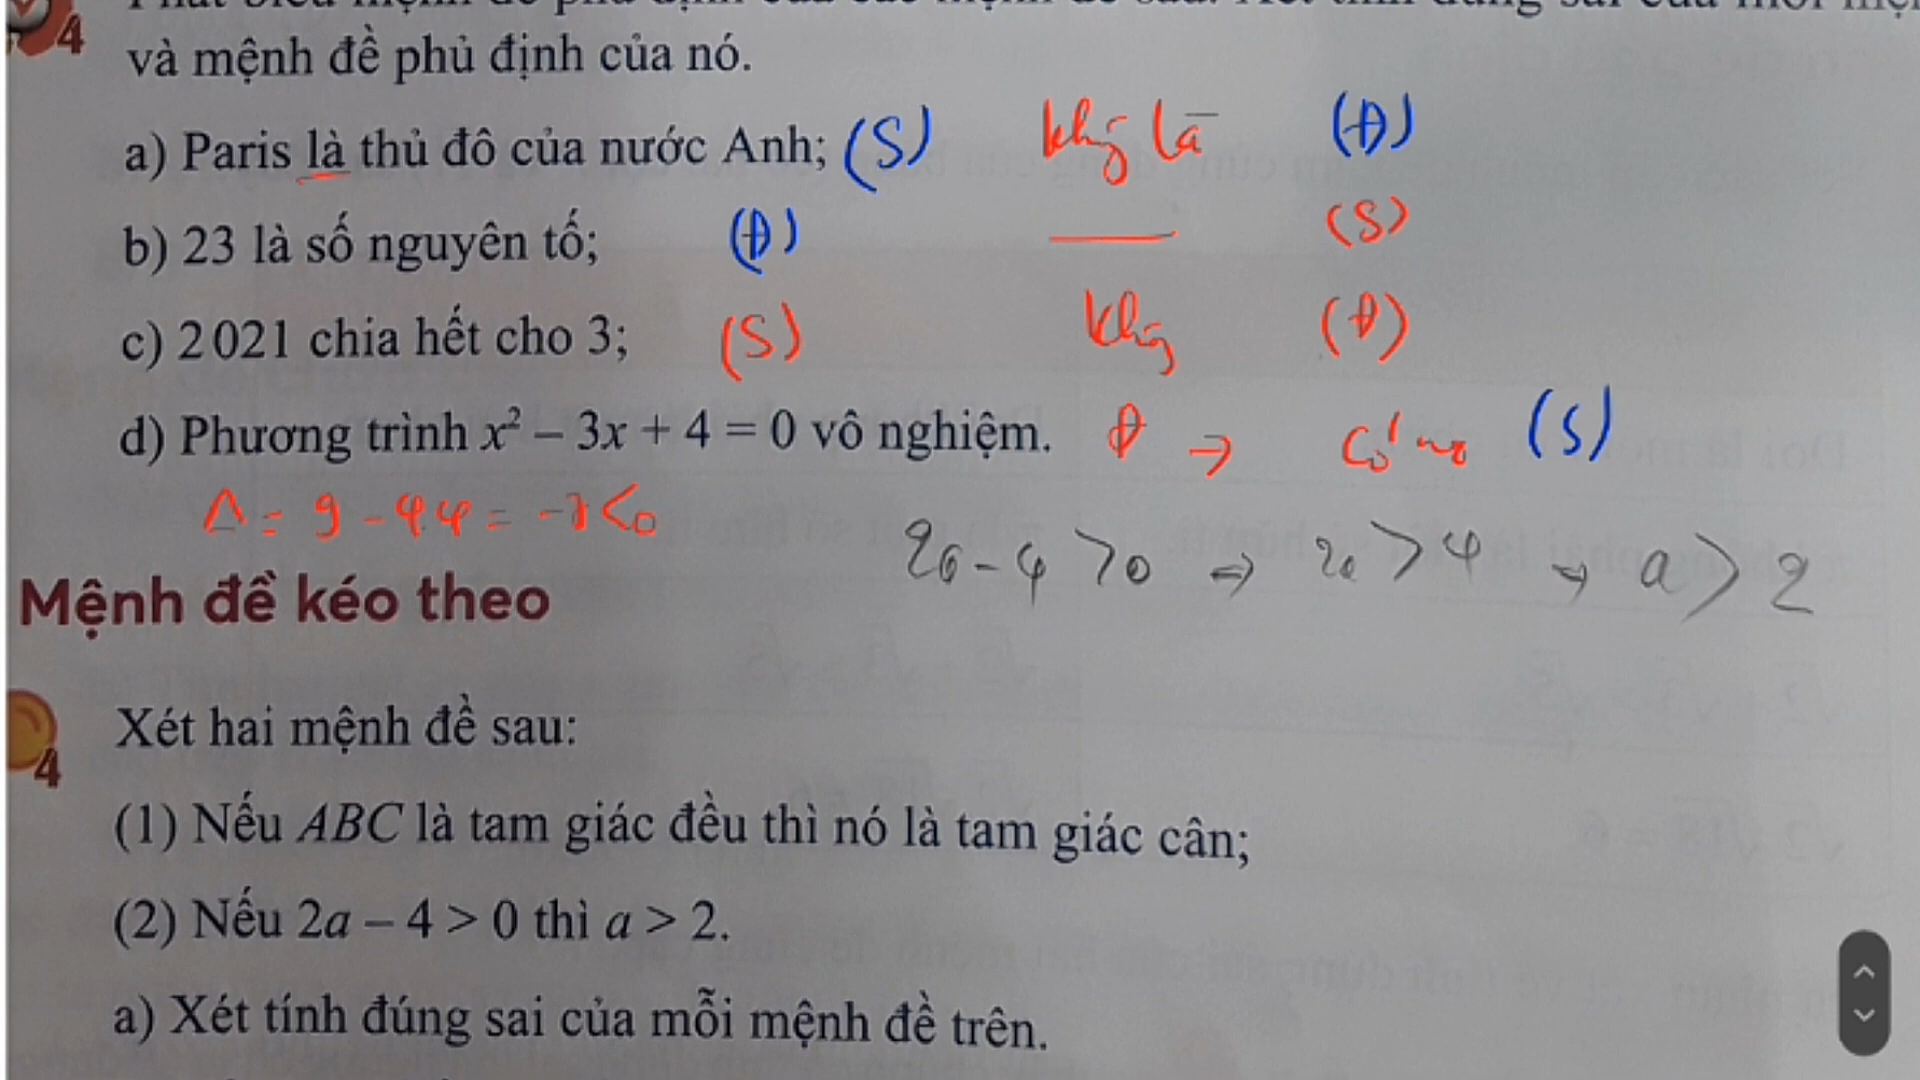 4
và mệnh đề phủ định của nó.
a) Paris là thủ đô của nước Anh; (S) khg là (Đ)
b) 23 là số nguyên tố; (Đ) (S)
c) 2 021 chia hết cho 3; (S) khg (Đ)
d) Phương trình x² – 3x + 4 = 0 vô nghiệm. Đ → có no (S)
Δ = 9 - 4.4 = -7 < 0
2a - 4 > 0 → 2a > 4 → a > 2
Mệnh đề kéo theo
4
Xét hai mệnh đề sau:
(1) Nếu ABC là tam giác đều thì nó là tam giác cân;
(2) Nếu 2a – 4 > 0 thì a > 2.
a) Xét tính đúng sai của mỗi mệnh đề trên.